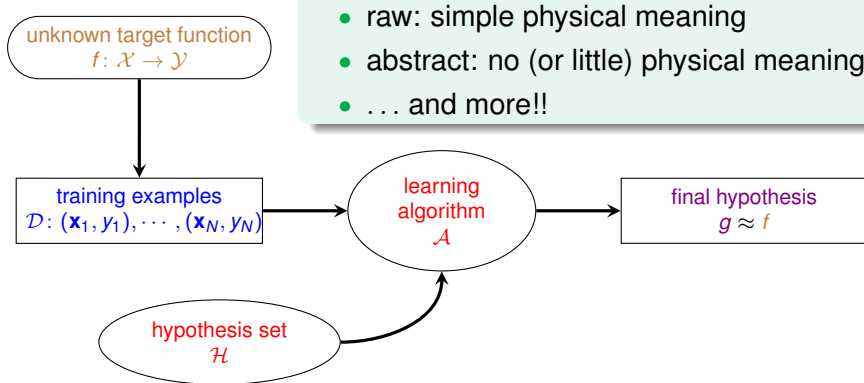 • raw: simple physical meaning
• abstract: no (or little) physical meaning
• . . . and more!!
unknown target function
f : 𝒳 → 𝒴
training examples
𝒟 : (𝐱₁, y₁), ⋯ , (𝐱_N, y_N)
learning
algorithm
𝒜
final hypothesis
g ≈ f
hypothesis set
ℋ